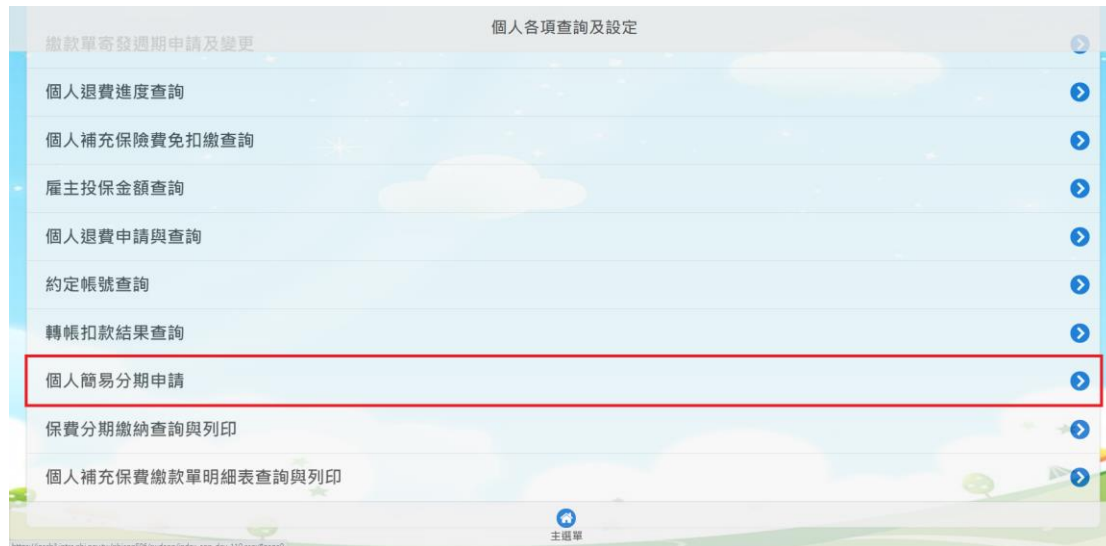 個人各項查詢及設定
繳款單寄發週期申請及變更
個人退費進度查詢
個人補充保險費免扣繳查詢
雇主投保金額查詢
個人退費申請與查詢
約定帳號查詢
轉帳扣款結果查詢
個人簡易分期申請
保費分期繳納查詢與列印
個人補充保費繳款單明細表查詢與列印
主選單